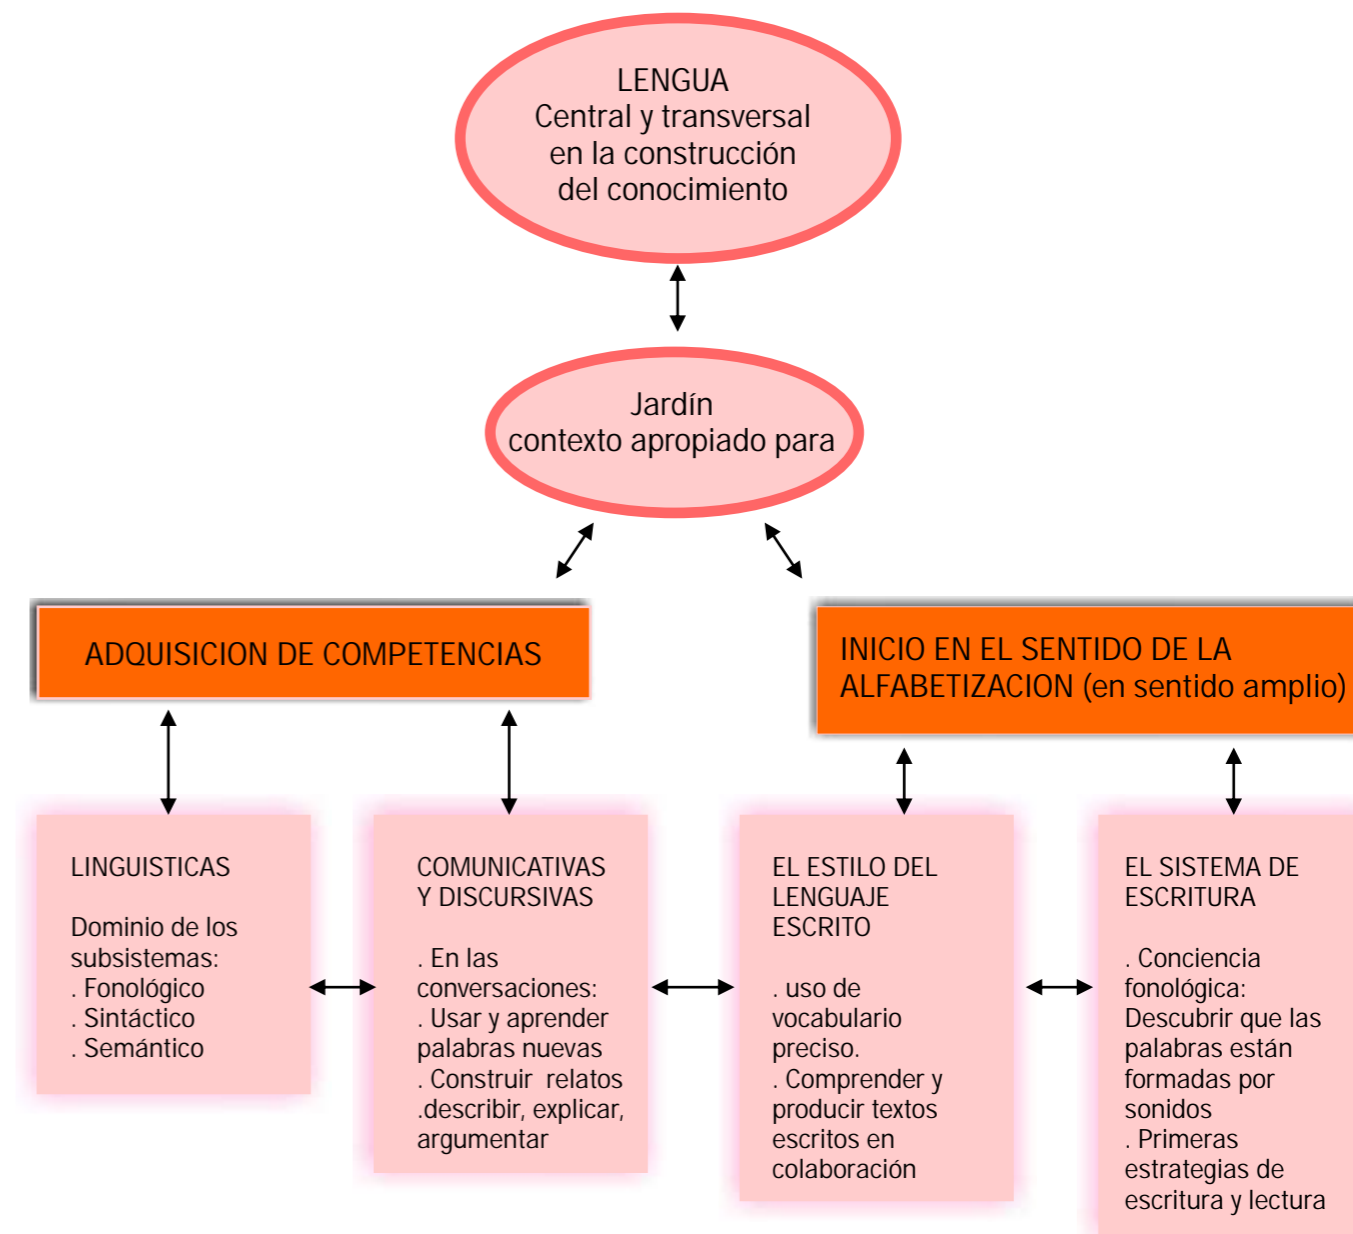 LENGUA
Central y transversal
en la construcción
del conocimiento
Jardín
contexto apropiado para
ADQUISICION DE COMPETENCIAS
INICIO EN EL SENTIDO DE LA
ALFABETIZACION (en sentido amplio)
LINGUISTICAS
Dominio de los
subsistemas:
. Fonológico
. Sintáctico
. Semántico
COMUNICATIVAS
Y DISCURSIVAS
. En las
conversaciones:
. Usar y aprender
palabras nuevas
. Construir relatos
.describir, explicar,
argumentar
EL ESTILO DEL
LENGUAJE
ESCRITO
. uso de
vocabulario
preciso.
. Comprender y
producir textos
escritos en
colaboración
EL SISTEMA DE
ESCRITURA
. Conciencia
fonológica:
Descubrir que las
palabras están
formadas por
sonidos
. Primeras
estrategias de
escritura y lectura